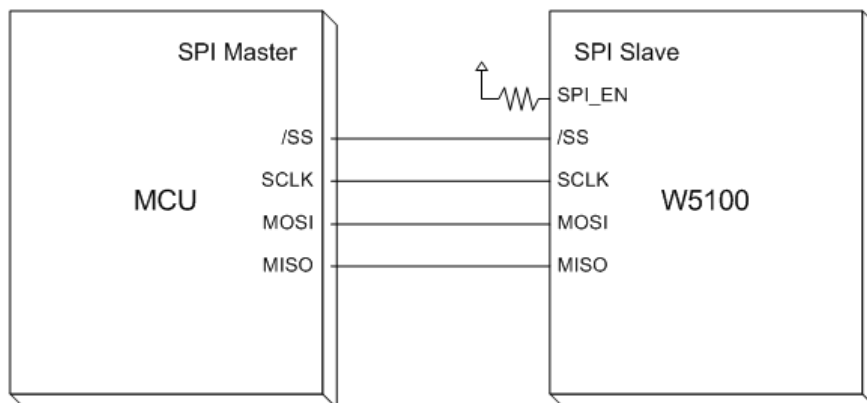 SPI Master
/SS
SCLK
MCU
MOSI
MISO
SPI Slave
SPI_EN
/SS
SCLK
W5100
MOSI
MISO